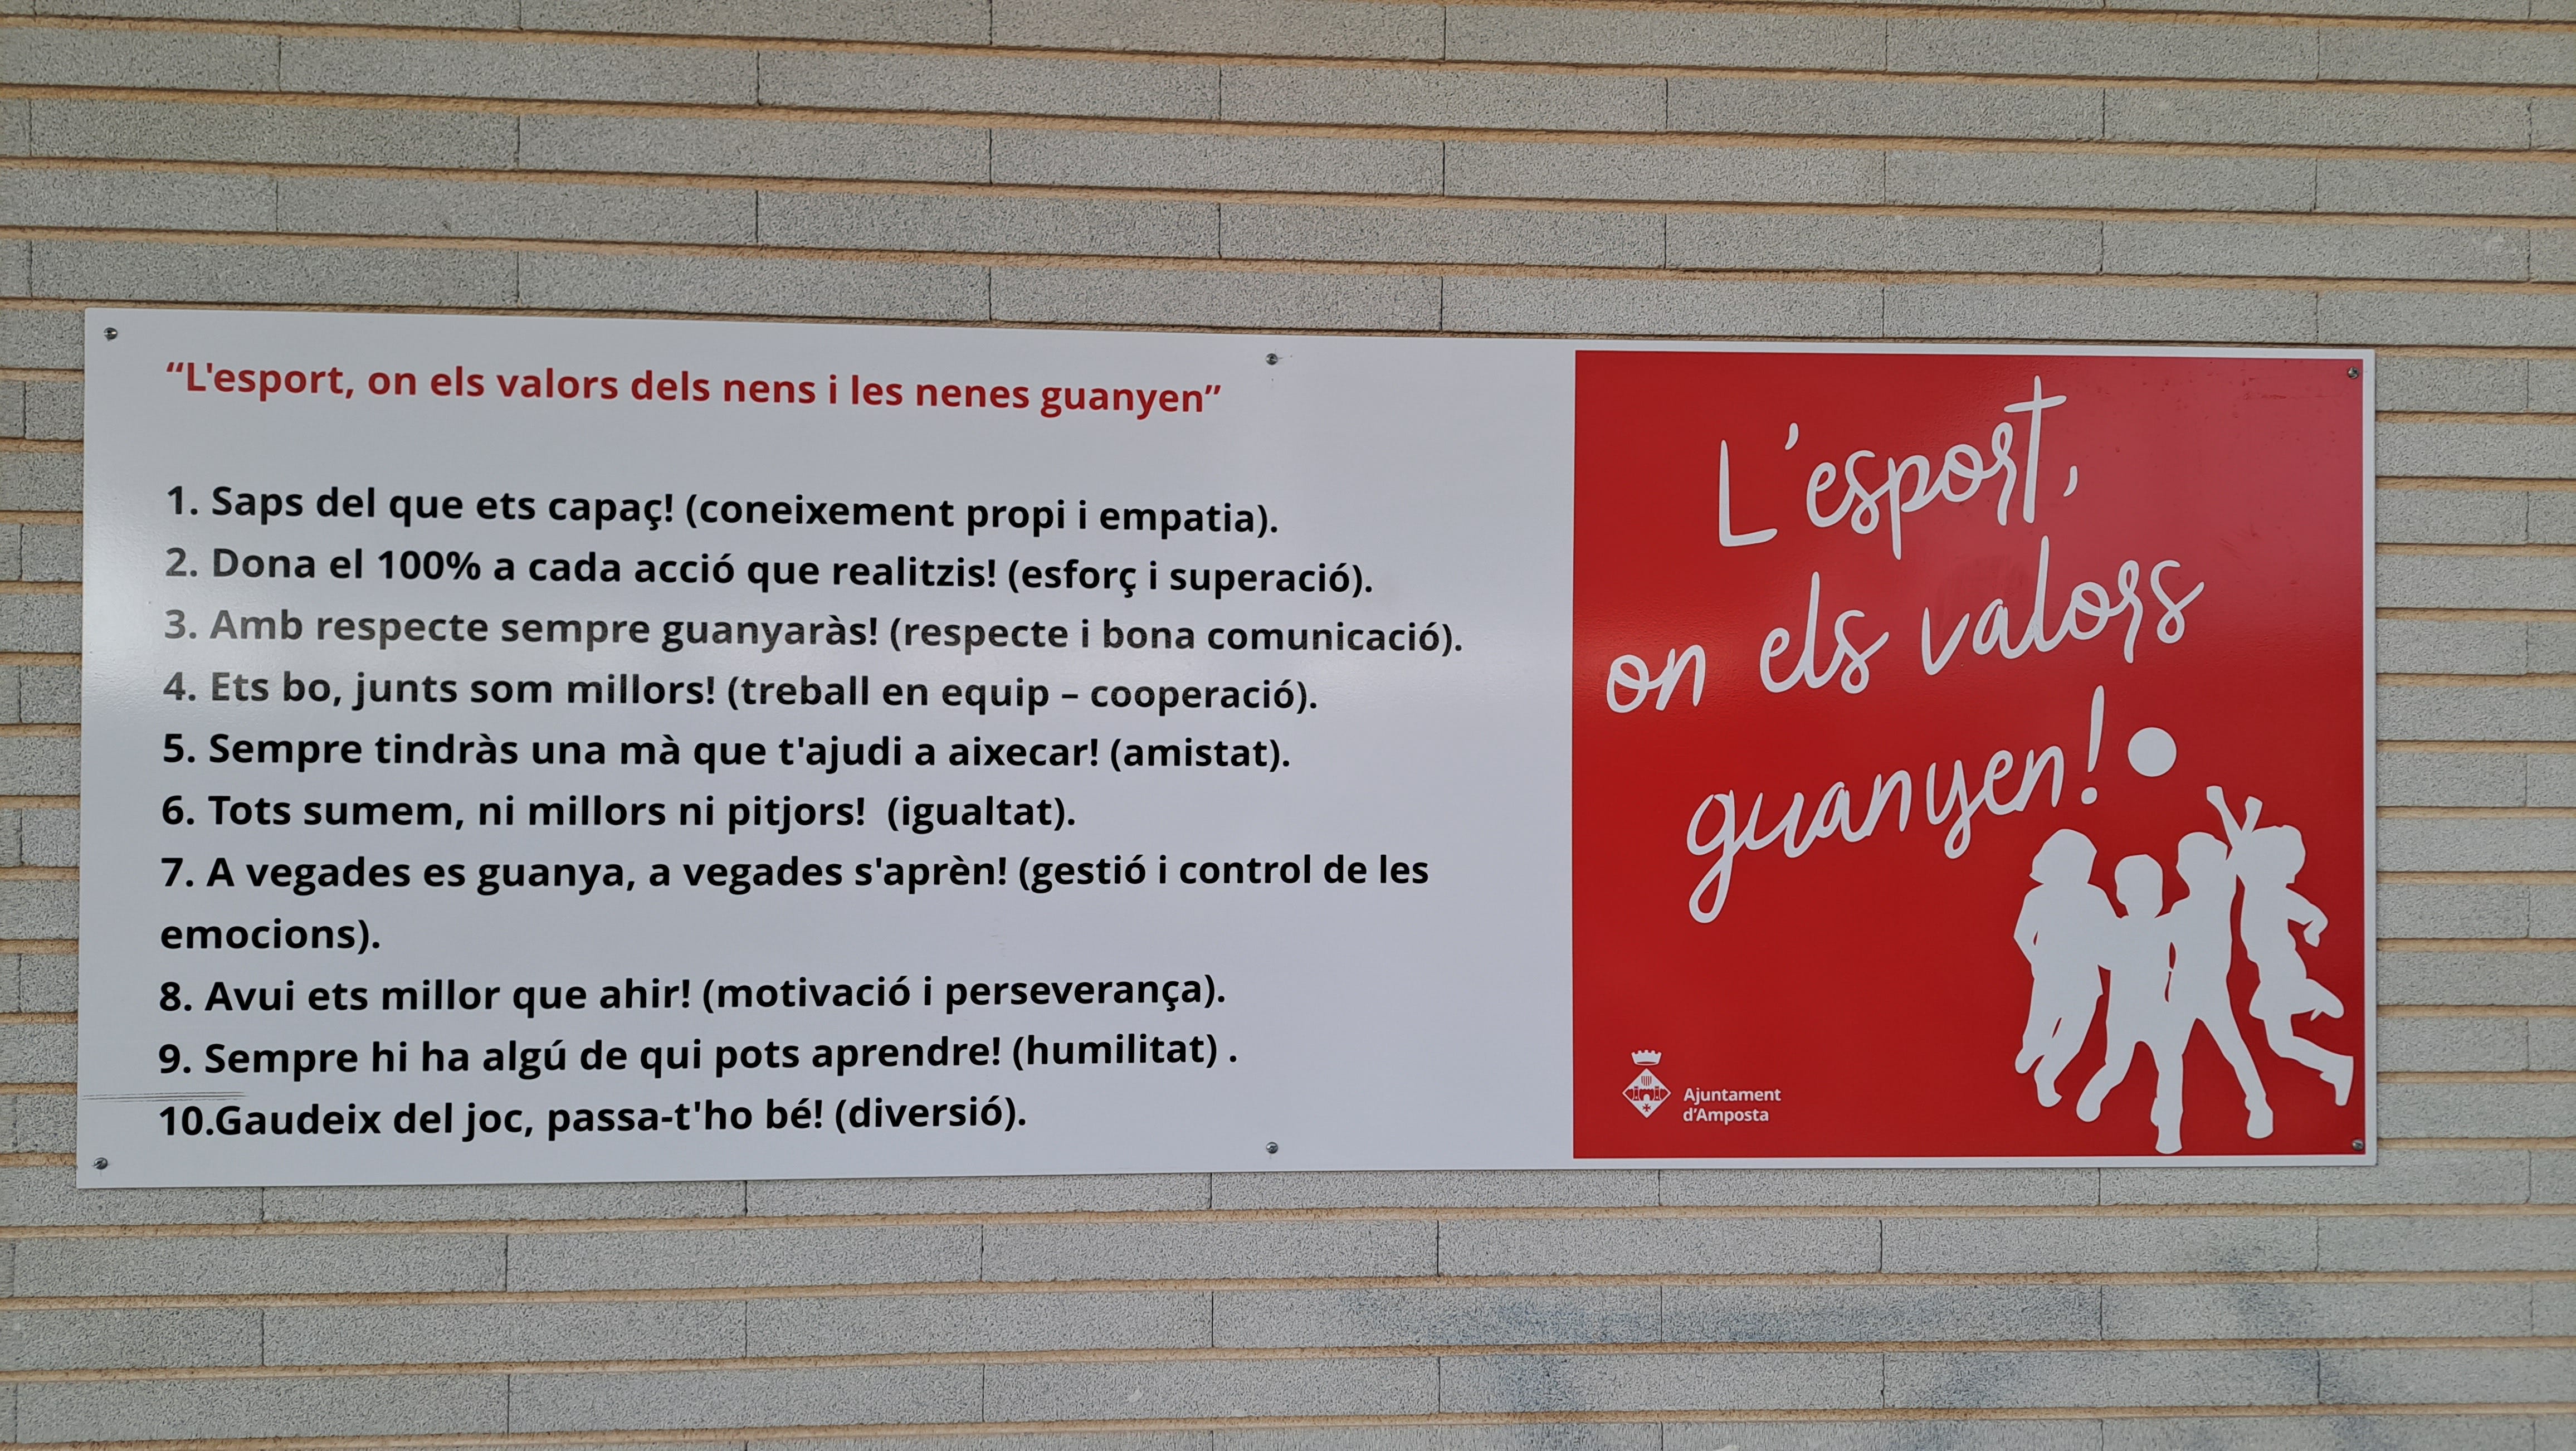 “L'esport, on els valors dels nens i les nenes guanyen”
1. Saps del que ets capaç! (coneixement propi i empatia).
2. Dona el 100% a cada acció que realitzis! (esforç i superació).
3. Amb respecte sempre guanyaràs! (respecte i bona comunicació).
4. Ets bo, junts som millors! (treball en equip – cooperació).
5. Sempre tindràs una mà que t'ajudi a aixecar! (amistat).
6. Tots sumem, ni millors ni pitjors!  (igualtat).
7. A vegades es guanya, a vegades s'aprèn! (gestió i control de les
emocions).
8. Avui ets millor que ahir! (motivació i perseverança).
9. Sempre hi ha algú de qui pots aprendre! (humilitat) .
10.Gaudeix del joc, passa-t'ho bé! (diversió).
L'esport,
on els valors
guanyen!
Ajuntament
d'Amposta